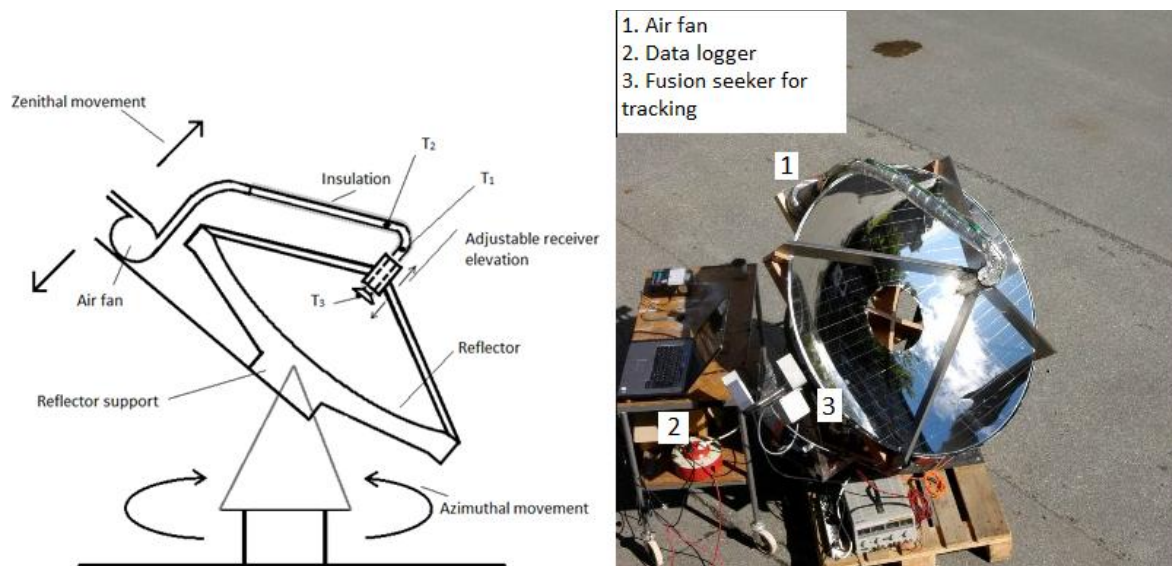 Zenithal movement
T2
Insulation
T1
Adjustable receiver
elevation
Air fan
T3
Reflector
Reflector support
Azimuthal movement
1. Air fan
2. Data logger
3. Fusion seeker for
tracking
1
2
3